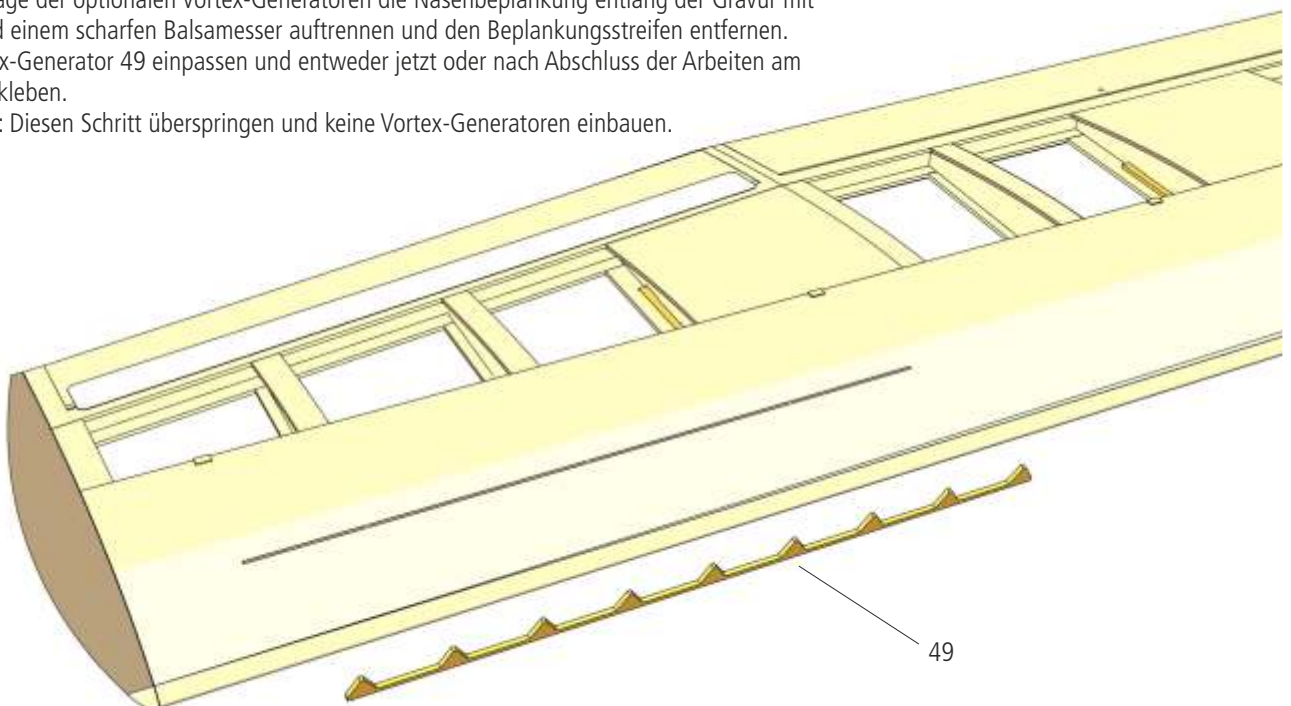 age der optionalen Vortex-Generatoren die Nasenbeplankung entlang der Gravur mit
d einem scharfen Balsamesser auftrennen und den Beplankungsstreifen entfernen.
x-Generator 49 einpassen und entweder jetzt oder nach Abschluss der Arbeiten am
kleben.
: Diesen Schritt überspringen und keine Vortex-Generatoren einbauen.
49